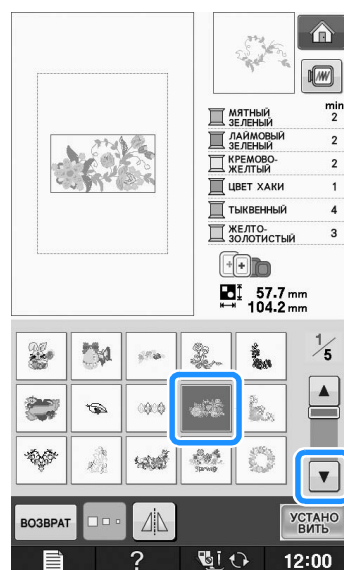 min
МЯТНЫЙ
ЗЕЛЕНЫЙ 2
ЛАЙМОВЫЙ
ЗЕЛЕНЫЙ 2
КРЕМОВО-
ЖЕЛТЫЙ 2
ЦВЕТ ХАКИ 1
ТЫКВЕННЫЙ 4
ЖЕЛТО-
ЗОЛОТИСТЫЙ 3
57.7 mm
104.2 mm
1/5
Spring
ВОЗВРАТ
УСТАНО
ВИТЬ
?
12:00